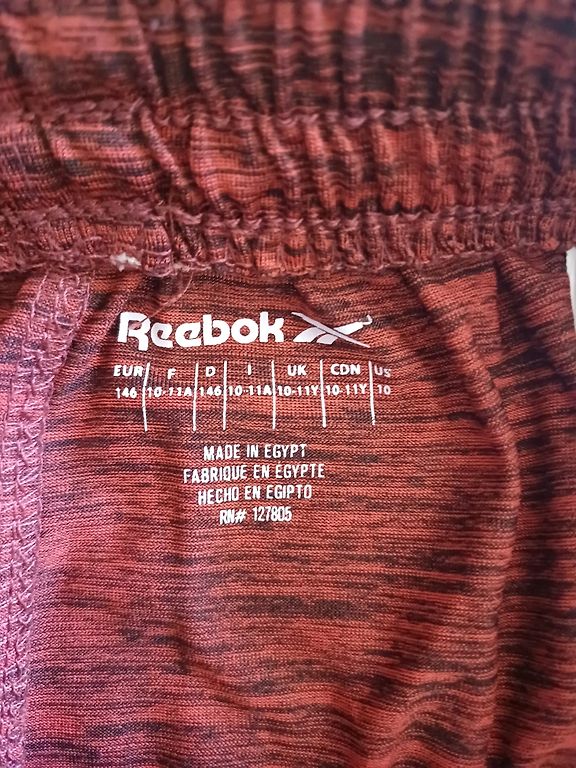 Reebok
EUR F D I UK CDN US
146 10-11A 146 10-11A 10-11Y 10-11Y 10
MADE IN EGYPT
FABRIQUE EN EGYPTE
HECHO EN EGIPTO
RN# 127805